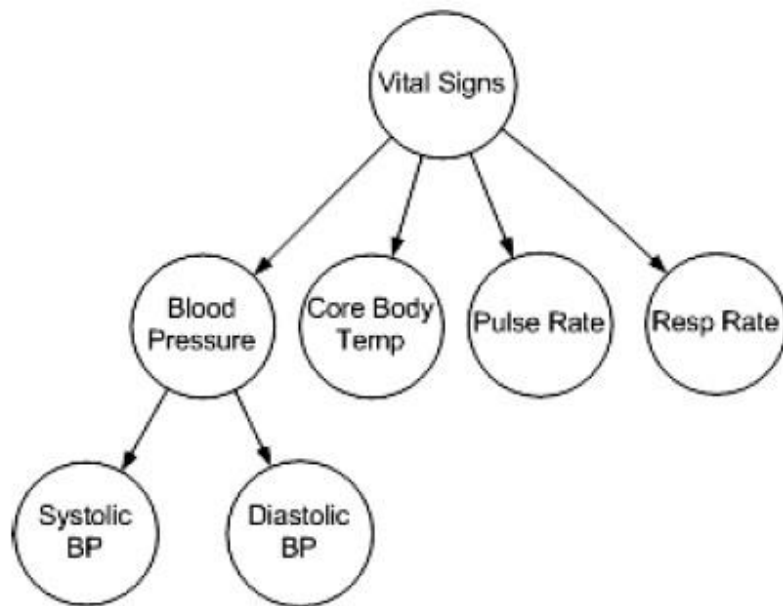 Vital Signs
Blood
Pressure
Core Body
Temp
Pulse Rate
Resp Rate
Systolic
BP
Diastolic
BP